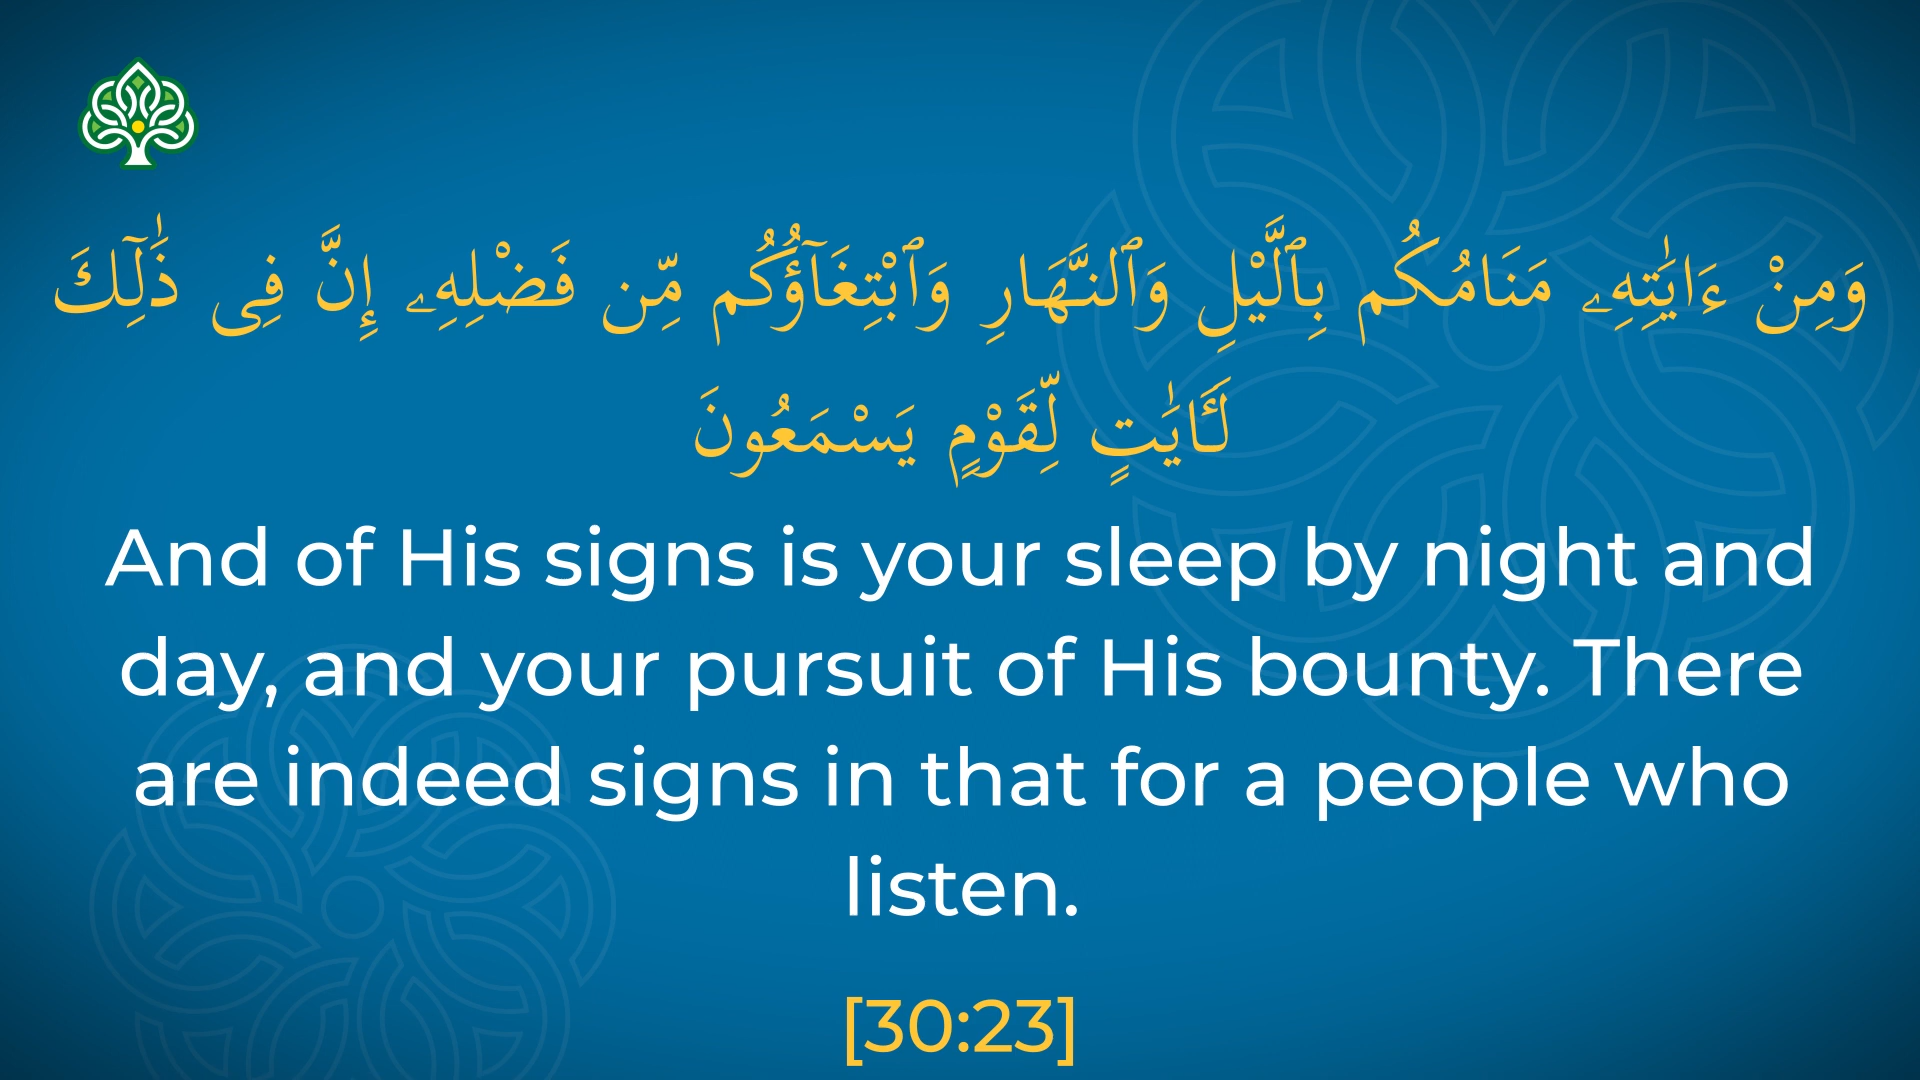 وَمِنْ ءَايَٰتِهِۦ مَنَامُكُم بِٱلَّيْلِ وَٱلنَّهَارِ وَٱبْتِغَآؤُكُم مِّن فَضْلِهِۦ إِنَّ فِى ذَٰلِكَ
لَـَٔايَٰتٍ لِّقَوْمٍ يَسْمَعُونَ
And of His signs is your sleep by night and
day, and your pursuit of His bounty. There
are indeed signs in that for a people who
listen.
[30:23]